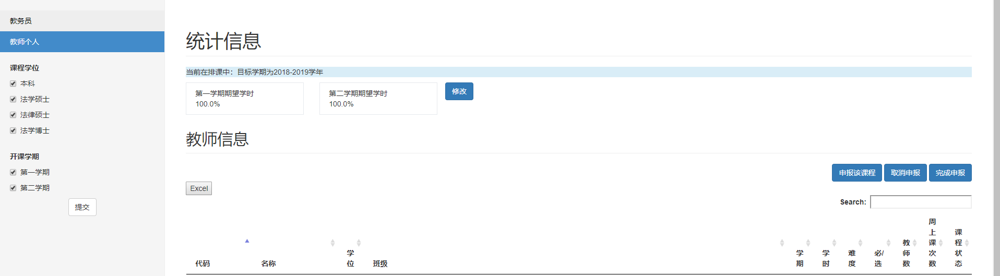 教务员
教师个人
课程学位
本科
法学硕士
法律硕士
法学博士
开课学期
第一学期
第二学期
提交
统计信息
当前在排课中：目标学期为2018-2019学年
第一学期期望学时
100.0%
第二学期期望学时
100.0%
修改
教师信息
申报该课程 取消申报 完成申报
Excel
Search:
代码 名称 学位 班级 学期 学时 难度 必/选 教师数 周上课次数 课程状态